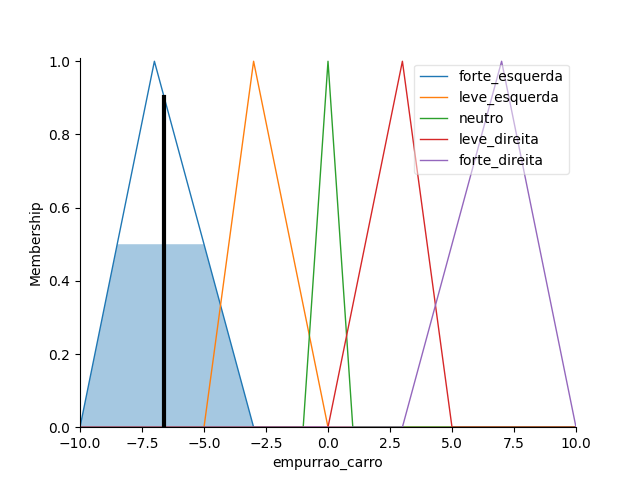 forte_esquerda
leve_esquerda
neutro
leve_direita
forte_direita
Membership
1.0
0.8
0.6
0.4
0.2
0.0
−10.0 −7.5 −5.0 −2.5 0.0 2.5 5.0 7.5 10.0
empurrao_carro